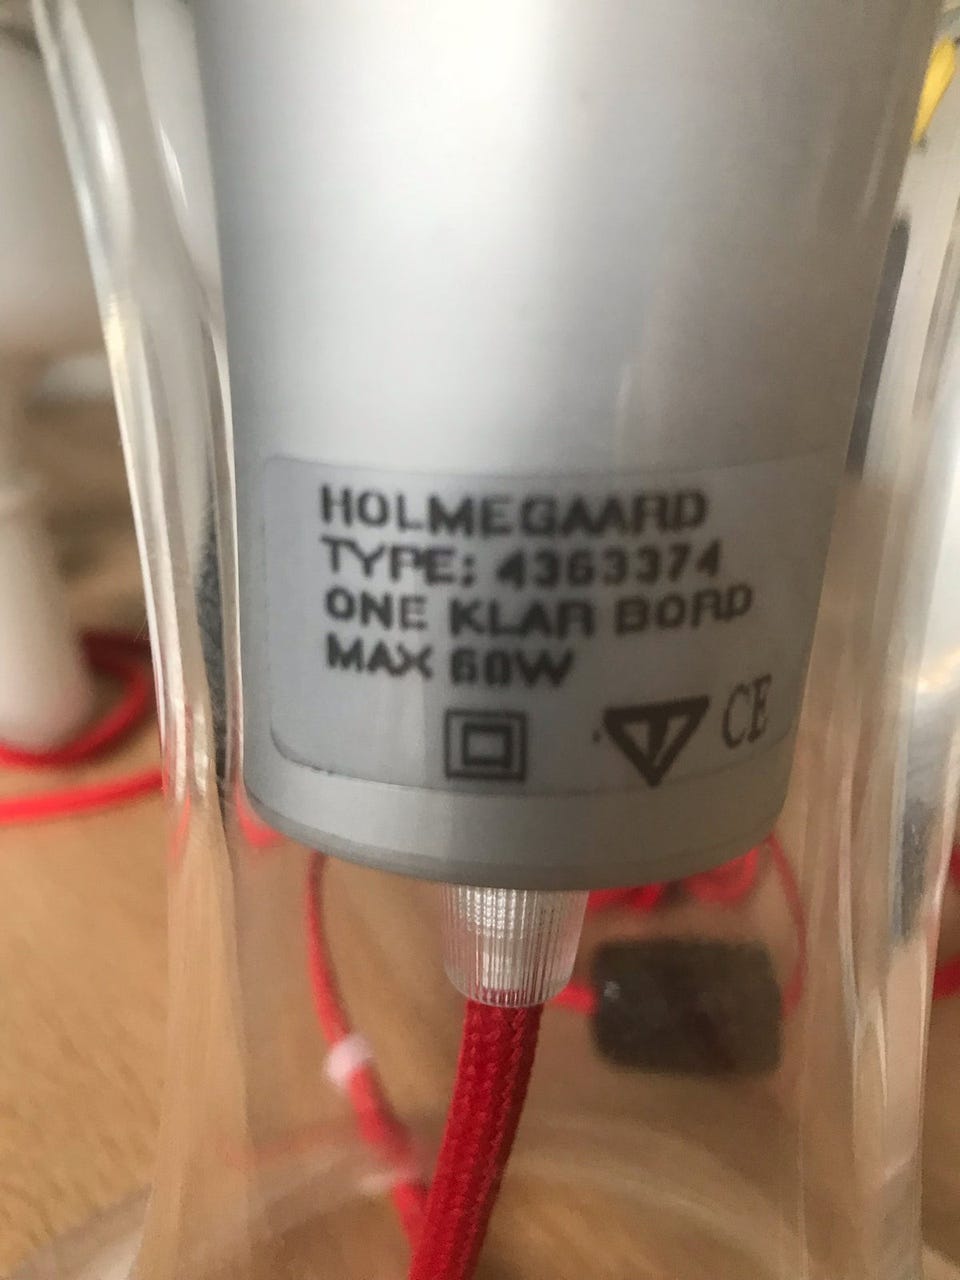 HOLMEGAARD
TYPE: 4363374
ONE KLAR BORD
MAX 60W
CE